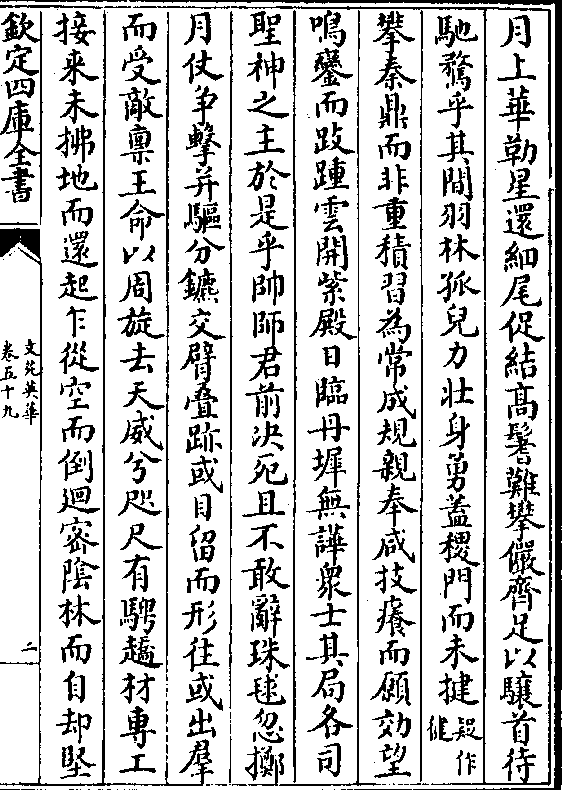 月上華勒星還細尾促結高鬐難攀儼齊足以驤首待
馳騖乎其間羽林孤兒力壯身勇蓋稷門而未揵疑作健
攀秦鼎而非重積習為常成規親奉咸技癢而願効望
鳴鑾而跂踵雲開紫殿日臨丹墀無譁衆士其局各司
聖神之主於是乎帥師君前決死且不敢辭珠毬忽擲
月仗争擊并驅分鑣交臂叠跡或目留而形往或出羣
而受敵禀王命以周旋去天威兮咫尺有騁趫材專工
接來未拂地而還起乍從空而倒迴密陰林而自却堅
欽定四庫全書
文苑英華
卷五十九
二